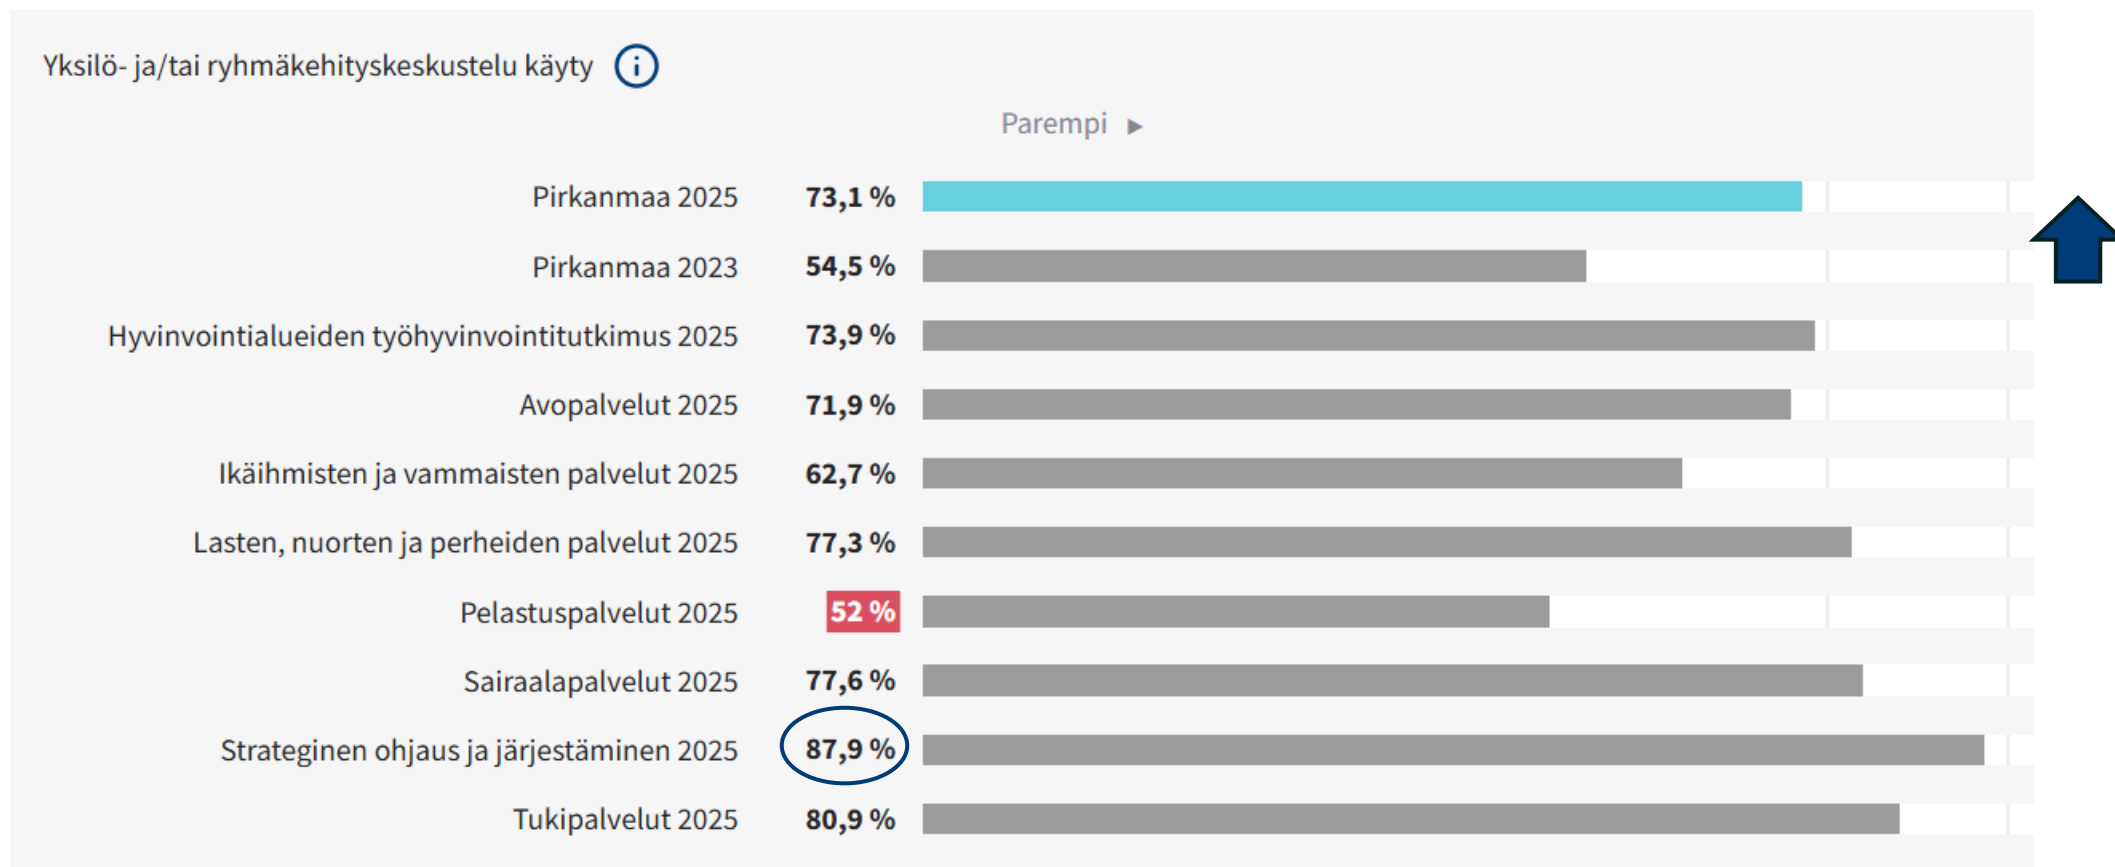 Yksilö- ja/tai ryhmäkehityskeskustelu käyty i
Parempi ▶
Pirkanmaa 2025 73,1 %
Pirkanmaa 2023 54,5 %
Hyvinvointialueiden työhyvinvointitutkimus 2025 73,9 %
Avopalvelut 2025 71,9 %
Ikäihmisten ja vammaisten palvelut 2025 62,7 %
Lasten, nuorten ja perheiden palvelut 2025 77,3 %
Pelastuspalvelut 2025 52 %
Sairaalapalvelut 2025 77,6 %
Strateginen ohjaus ja järjestäminen 2025 87,9 %
Tukipalvelut 2025 80,9 %